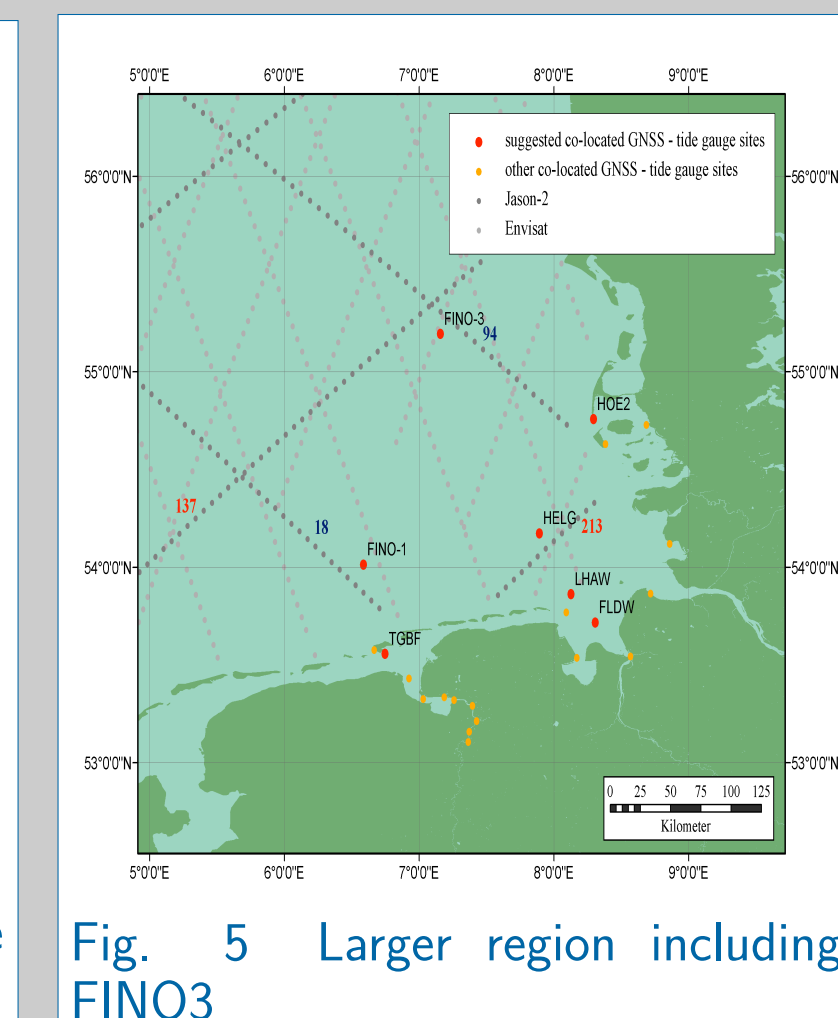 5°0'0"E 6°0'0"E 7°0'0"E 8°0'0"E 9°0'0"E
suggested co-located GNSS - tide gauge sites
other co-located GNSS - tide gauge sites
Jason-2
Envisat
56°0'0"N 56°0'0"N
FINO-3
94
55°0'0"N 55°0'0"N
HOE2
137
18
HELG
213
FINO-1
54°0'0"N 54°0'0"N
LHAW
FLDW
TGBF
53°0'0"N 53°0'0"N
0 25 50 75 100 125
Kilometer
5°0'0"E 6°0'0"E 7°0'0"E 8°0'0"E 9°0'0"E
Fig. 5 Larger region including
FINO3